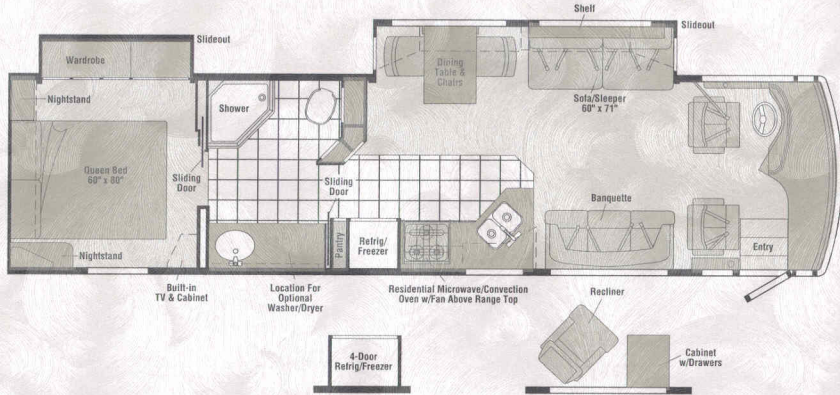 Shelf
Slideout
Slideout
Wardrobe
Dining
Table &
Chairs
Nightstand
Shower
Sofa/Sleeper
60" x 71"
Queen Bed
60" x 80"
Sliding
Door
Sliding
Door
Banquette
Pantry
Refrig/
Freezer
Entry
Nightstand
Built-in
TV & Cabinet
Location For
Optional
Washer/Dryer
Residential Microwave/Convection
Oven w/Fan Above Range Top
Recliner
4-Door
Refrig/Freezer
Cabinet
w/Drawers